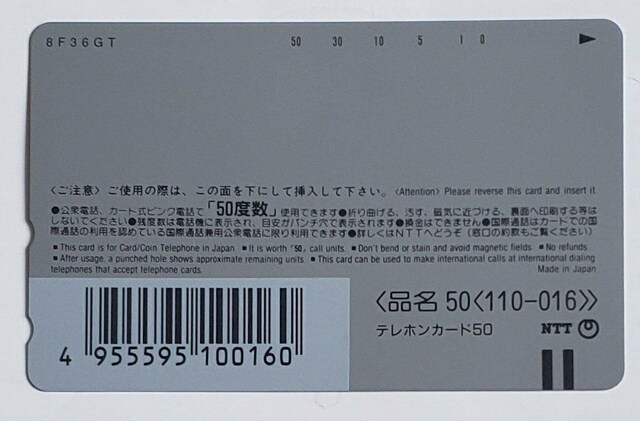 8F36GT 50 30 10 5 1 0
〈ご注意〉ご使用の際は、この面を下にして挿入して下さい。〈Attention〉Please reverse this card and insert it.
●公衆電話、カード式ピンク電話で「50度数」使用できます●折り曲げる、汚す、磁気に近づける、裏面へ印刷する等は
しないでください●残度数は電話機に表示され、目安がパンチ穴で表示されます●換金はできません●国際通話はカードでの国
際通話の利用を認めている国際通話兼用公衆電話に限り利用できます●詳しくはNTTへどうぞ(窓口の約款もご覧ください)
■This card is for Card/Coin Telephone in Japan. ■It is worth「50」call units. ■Don't bend or stain and avoid magnetic fields. ■No refunds.
■After usage, a punched hole shows approximate remaining units. ■This card can be used to make international calls at international dialing
telephones that accept telephone cards. Made in Japan
〈品名 50〈110-016〉〉
テレホンカード50 NTT
4 955595 100160